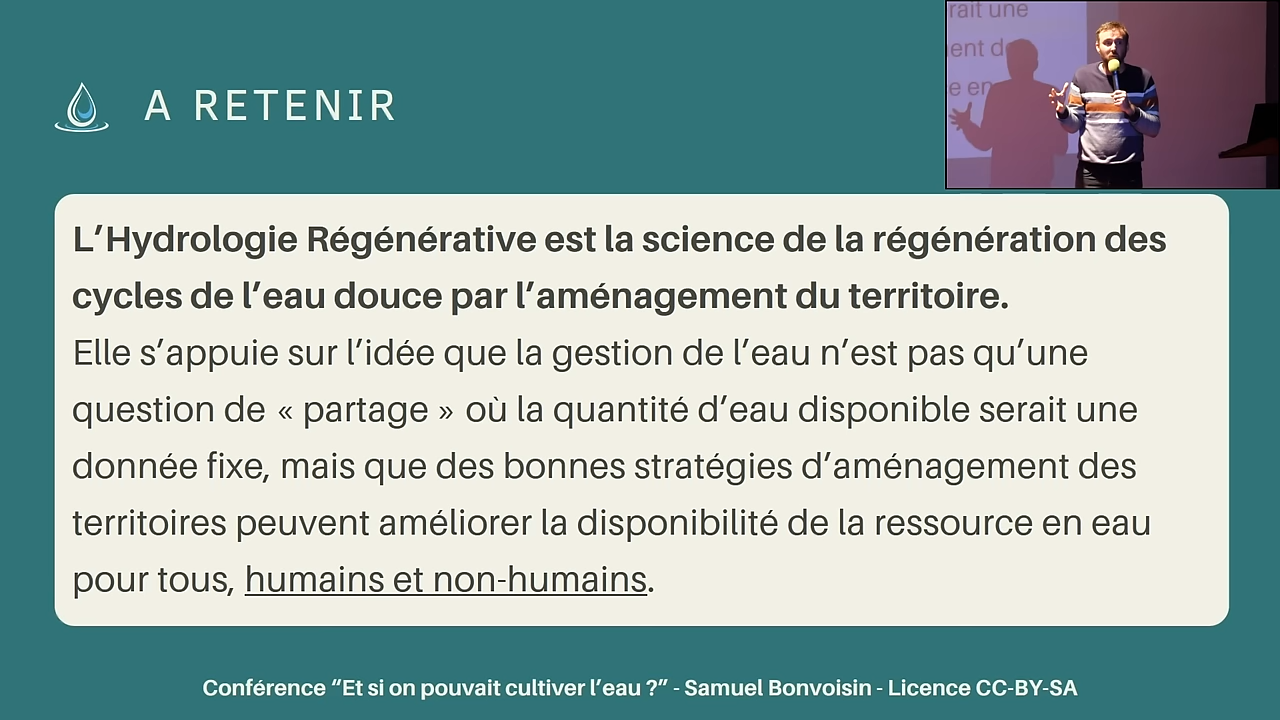 rait une
ent d
e en
A RETENIR
L’Hydrologie Régénérative est la science de la régénération des
cycles de l’eau douce par l’aménagement du territoire.
Elle s’appuie sur l’idée que la gestion de l’eau n’est pas qu’une
question de « partage » où la quantité d’eau disponible serait une
donnée fixe, mais que des bonnes stratégies d’aménagement des
territoires peuvent améliorer la disponibilité de la ressource en eau
pour tous, humains et non-humains.
Conférence “Et si on pouvait cultiver l’eau ?” - Samuel Bonvoisin - Licence CC-BY-SA